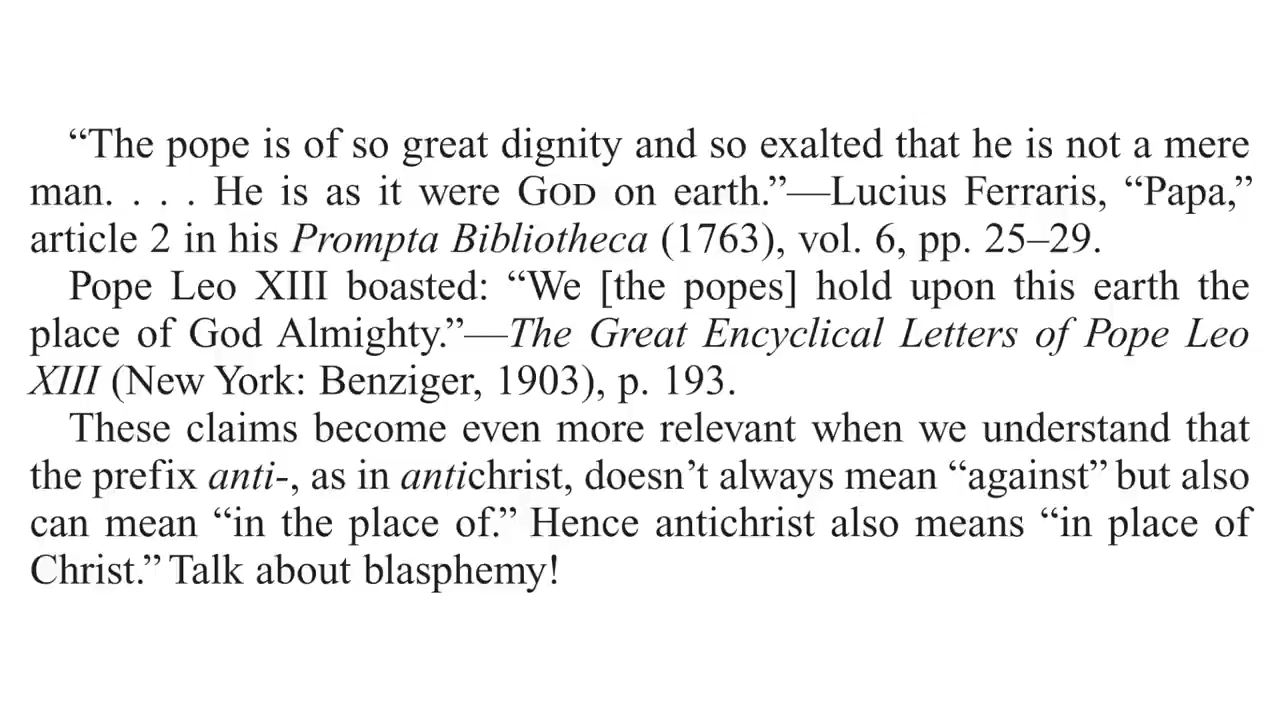 “The pope is of so great dignity and so exalted that he is not a mere
man. . . . He is as it were GOD on earth.”—Lucius Ferraris, “Papa,”
article 2 in his Prompta Bibliotheca (1763), vol. 6, pp. 25–29.
Pope Leo XIII boasted: “We [the popes] hold upon this earth the
place of God Almighty.”—The Great Encyclical Letters of Pope Leo
XIII (New York: Benziger, 1903), p. 193.
These claims become even more relevant when we understand that
the prefix anti-, as in antichrist, doesn’t always mean “against” but also
can mean “in the place of.” Hence antichrist also means “in place of
Christ.” Talk about blasphemy!